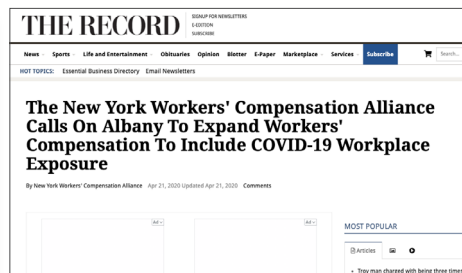 THE RECORD
SIGNUP FOR NEWSLETTERS
E-EDITION
SUBSCRIBE
News Sports Life and Entertainment Obituaries Opinion Blotter E-Paper Marketplace Services Subscribe Search...
HOT TOPICS: Essential Business Directory Email Newsletters
The New York Workers' Compensation Alliance
Calls On Albany To Expand Workers'
Compensation To Include COVID-19 Workplace
Exposure
By New York Workers' Compensation Alliance Apr 21, 2020 Updated Apr 21, 2020 Comments
Ad Ad
MOST POPULAR
Articles
Troy man charged with being three times